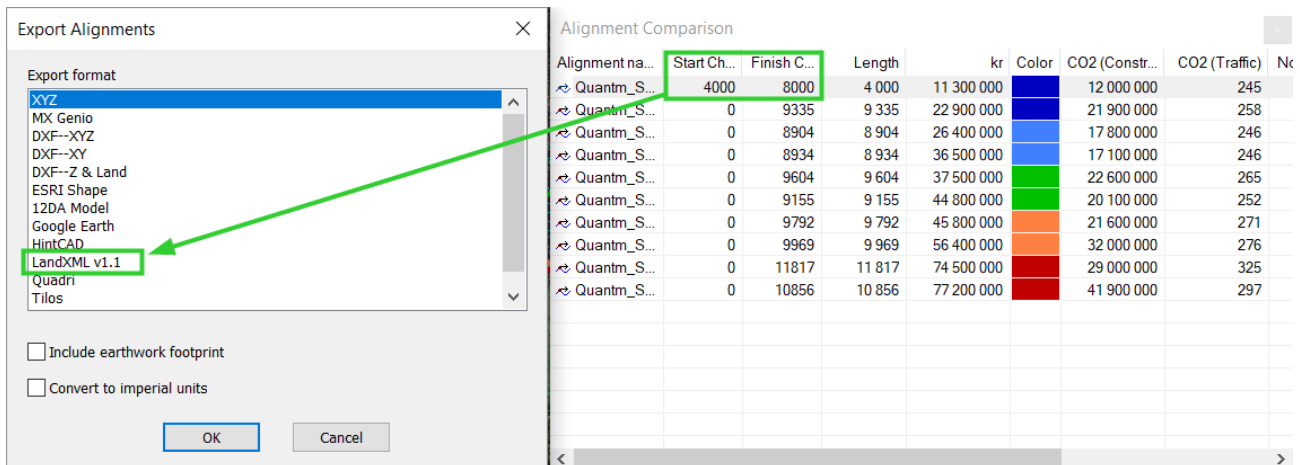 Export Alignments
Export format
XYZ
MX Genio
DXF--XYZ
DXF--XY
DXF--Z & Land
ESRI Shape
12DA Model
Google Earth
HintCAD
LandXML v1.1
Quadri
Tilos
Include earthwork footprint
Convert to imperial units
OK Cancel
Alignment Comparison
Alignment na... Start Ch... Finish C... Length kr Color CO2 (Constr... CO2 (Traffic) No
Quantm_S... 4000 8000 4 000 11 300 000 12 000 000 245
Quantm_S... 0 9335 9 335 22 900 000 21 900 000 258
Quantm_S... 0 8904 8 904 26 400 000 17 800 000 246
Quantm_S... 0 8934 8 934 36 500 000 17 100 000 246
Quantm_S... 0 9604 9 604 37 500 000 22 600 000 265
Quantm_S... 0 9155 9 155 44 800 000 20 100 000 252
Quantm_S... 0 9792 9 792 45 800 000 21 600 000 271
Quantm_S... 0 9969 9 969 56 400 000 32 000 000 276
Quantm_S... 0 11817 11 817 74 500 000 29 000 000 325
Quantm_S... 0 10856 10 856 77 200 000 41 900 000 297